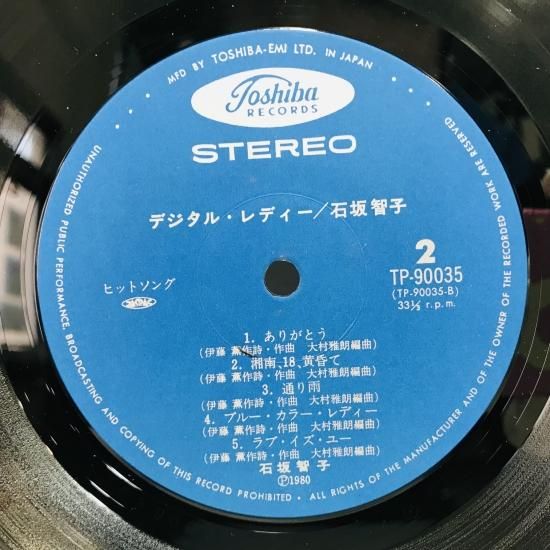 MFD BY TOSHIBA-EMI LTD. IN JAPAN
Toshiba
RECORDS
STEREO
デジタル・レディー/石坂智子
2
TP-90035
(TP-90035-B)
33⅓ r.p.m.
ヒットソング
1. ありがとう
(伊藤 薫作詩・作曲 大村雅朗編曲)
2. 湘南、18、黄昏て
(伊藤 薫作詩・作曲 大村雅朗編曲)
3. 通り雨
(伊藤 薫作詩・作曲 大村雅朗編曲)
4. ブルー・カラー・レディー
(伊藤 薫作詩・作曲 大村雅朗編曲)
5. ラブ・イズ・ユー
(伊藤 薫作詩・作曲 大村雅朗編曲)
石坂智子
Ⓟ1980
UNAUTHORIZED PUBLIC PERFORMANCE, BROADCASTING AND COPYING OF THIS RECORD PROHIBITED • ALL RIGHTS OF THE MANUFACTURER AND OF THE OWNER OF THE RECORDED WORK ARE RESERVED